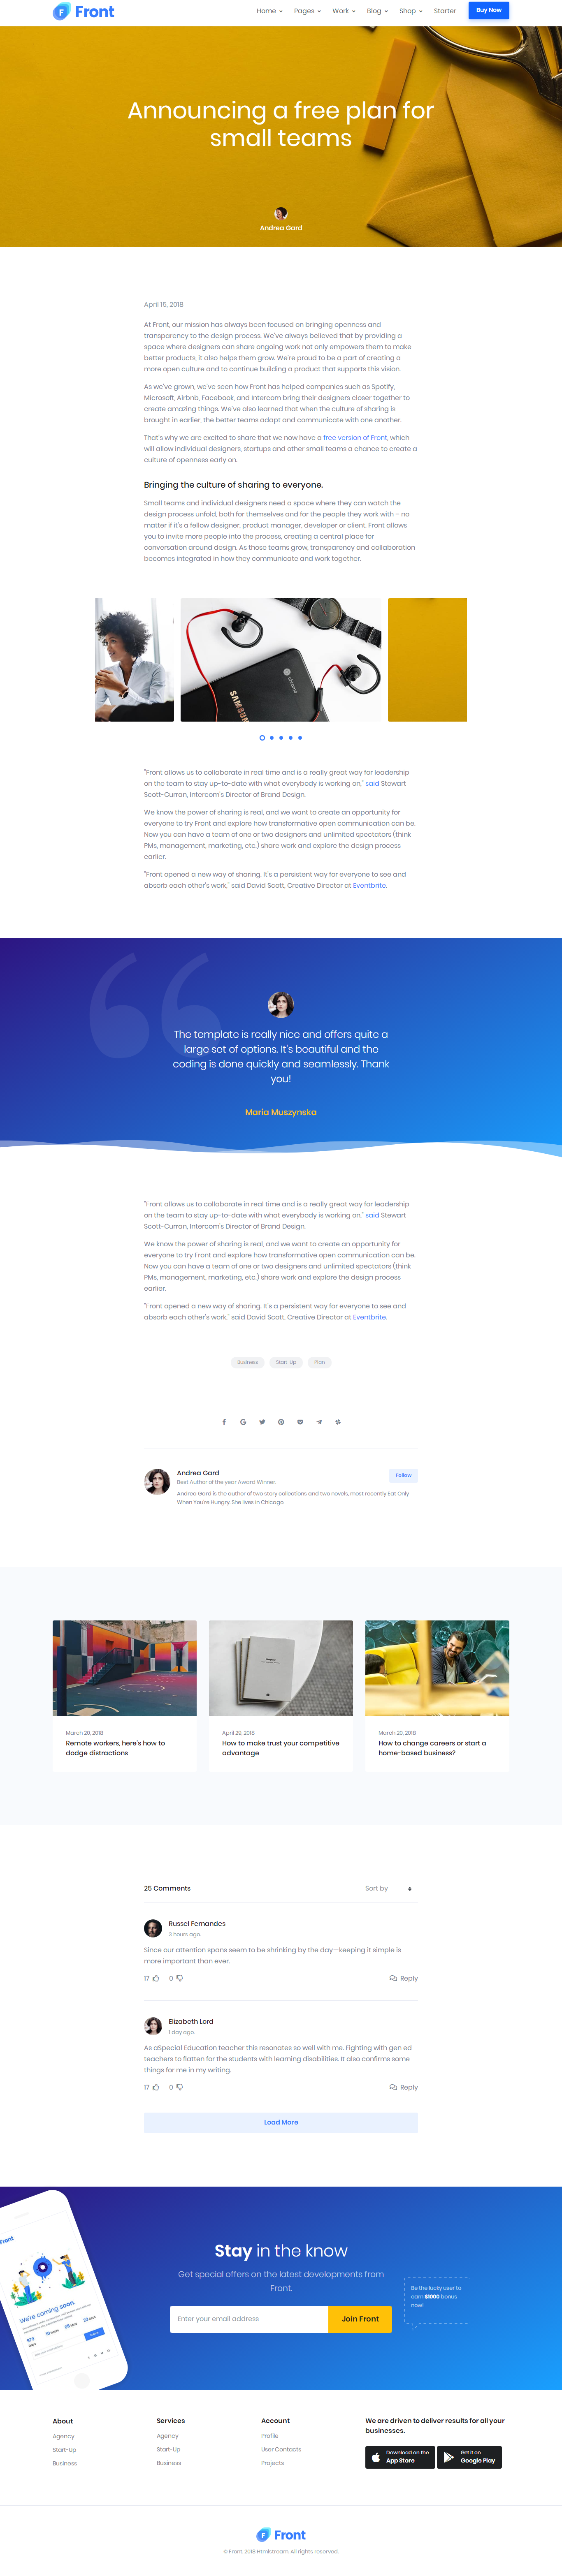 Front
Home
Pages
Work
Blog
Shop
Starter
Buy Now
Announcing a free plan for
small teams
Andrea Gard
April 15, 2018
At Front, our mission has always been focused on bringing openness and
transparency to the design process. We've always believed that by providing a
space where designers can share ongoing work not only empowers them to make
better products, it also helps them grow. We're proud to be a part of creating a
more open culture and to continue building a product that supports this vision.
As we've grown, we've seen how Front has helped companies such as Spotify,
Microsoft, Airbnb, Facebook, and Intercom bring their designers closer together to
create amazing things. We've also learned that when the culture of sharing is
brought in earlier, the better teams adapt and communicate with one another.
That's why we are excited to share that we now have a free version of Front, which
will allow individual designers, startups and other small teams a chance to create a
culture of openness early on.
Bringing the culture of sharing to everyone.
Small teams and individual designers need a space where they can watch the
design process unfold, both for themselves and for the people they work with – no
matter if it's a fellow designer, product manager, developer or client. Front allows
you to invite more people into the process, creating a central place for
conversation around design. As those teams grow, transparency and collaboration
becomes integrated in how they communicate and work together.
SAMSUNG
chrome
"Front allows us to collaborate in real time and is a really great way for leadership
on the team to stay up-to-date with what everybody is working on," said Stewart
Scott-Curran, Intercom's Director of Brand Design.
We know the power of sharing is real, and we want to create an opportunity for
everyone to try Front and explore how transformative open communication can be.
Now you can have a team of one or two designers and unlimited spectators (think
PMs, management, marketing, etc.) share work and explore the design process
earlier.
"Front opened a new way of sharing. It's a persistent way for everyone to see and
absorb each other's work," said David Scott, Creative Director at Eventbrite.
The template is really nice and offers quite a
large set of options. It's beautiful and the
coding is done quickly and seamlessly. Thank
you!
Maria Muszynska
"Front allows us to collaborate in real time and is a really great way for leadership
on the team to stay up-to-date with what everybody is working on," said Stewart
Scott-Curran, Intercom's Director of Brand Design.
We know the power of sharing is real, and we want to create an opportunity for
everyone to try Front and explore how transformative open communication can be.
Now you can have a team of one or two designers and unlimited spectators (think
PMs, management, marketing, etc.) share work and explore the design process
earlier.
"Front opened a new way of sharing. It's a persistent way for everyone to see and
absorb each other's work," said David Scott, Creative Director at Eventbrite.
Business
Start-Up
Plan
Andrea Gard
Follow
Best Author of the year Award Winner.
Andrea Gard is the author of two story collections and two novels, most recently Eat Only
When You're Hungry. She lives in Chicago.
March 20, 2018
Remote workers, here's how to
dodge distractions
April 29, 2018
How to make trust your competitive
advantage
March 20, 2018
How to change careers or start a
home-based business?
25 Comments
Sort by
Russel Fernandes
3 hours ago.
Since our attention spans seem to be shrinking by the day—keeping it simple is
more important than ever.
17
0
Reply
Elizabeth Lord
1 day ago.
As aSpecial Education teacher this resonates so well with me. Fighting with gen ed
teachers to flatten for the students with learning disabilities. It also confirms some
things for me in my writing.
17
0
Reply
Load More
Front
We're coming soon.
Stay in the know
Get special offers on the latest developments from
Front.
Enter your email address
Join Front
Be the lucky user to
earn $1000 bonus
now!
About
Agency
Start-Up
Business
Services
Agency
Start-Up
Business
Account
Profile
User Contacts
Projects
We are driven to deliver results for all your
businesses.
Download on the
App Store
Get it on
Google Play
Front
© Front. 2018 Htmlstream. All rights reserved.